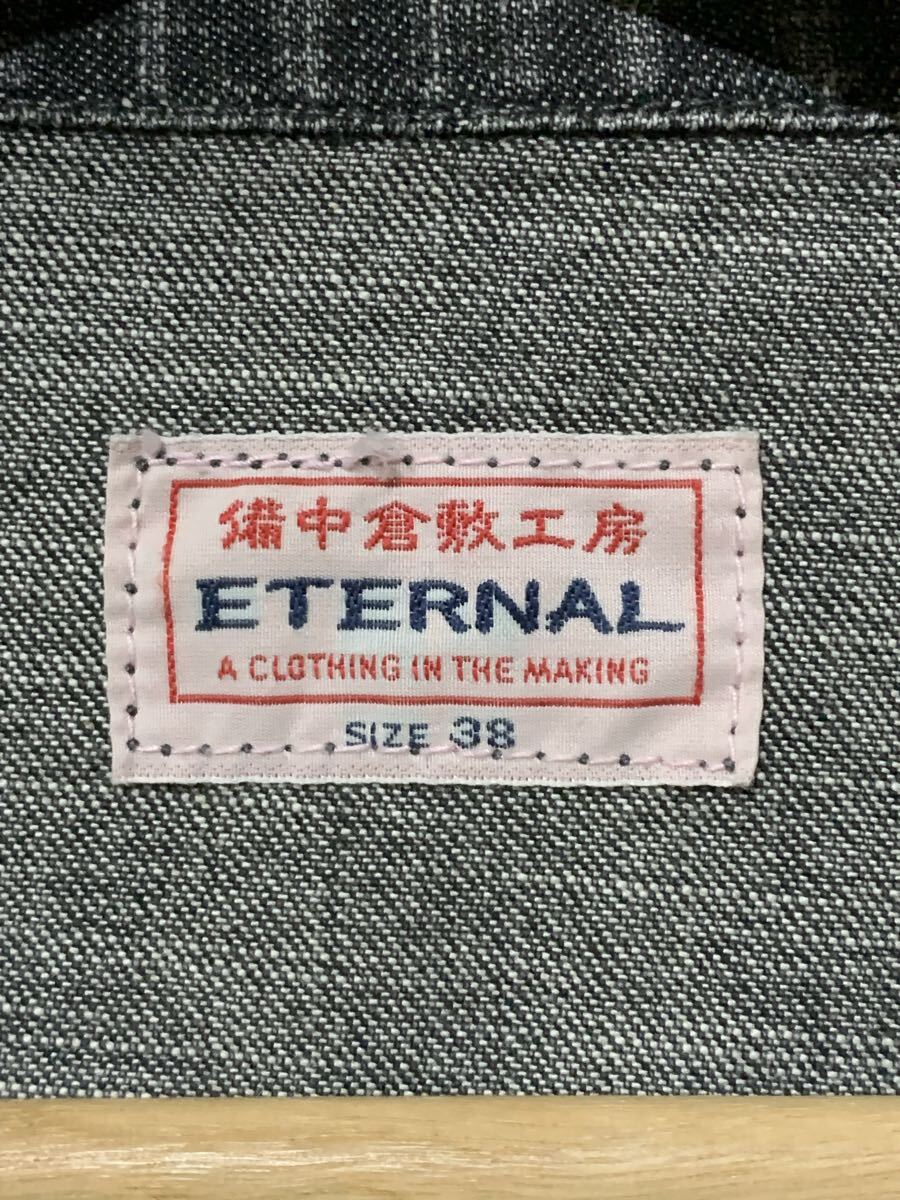 備中倉敷工房
ETERNAL
A CLOTHING IN THE MAKING
SIZE 38